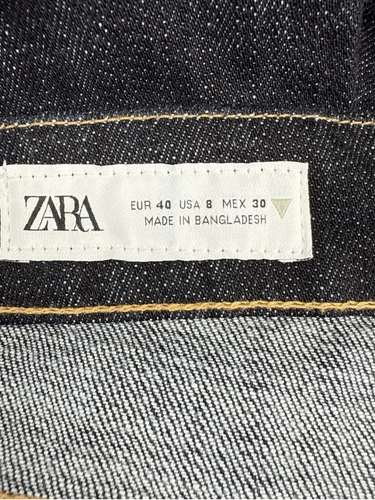 ZARA
EUR 40 USA 8 MEX 30
MADE IN BANGLADESH